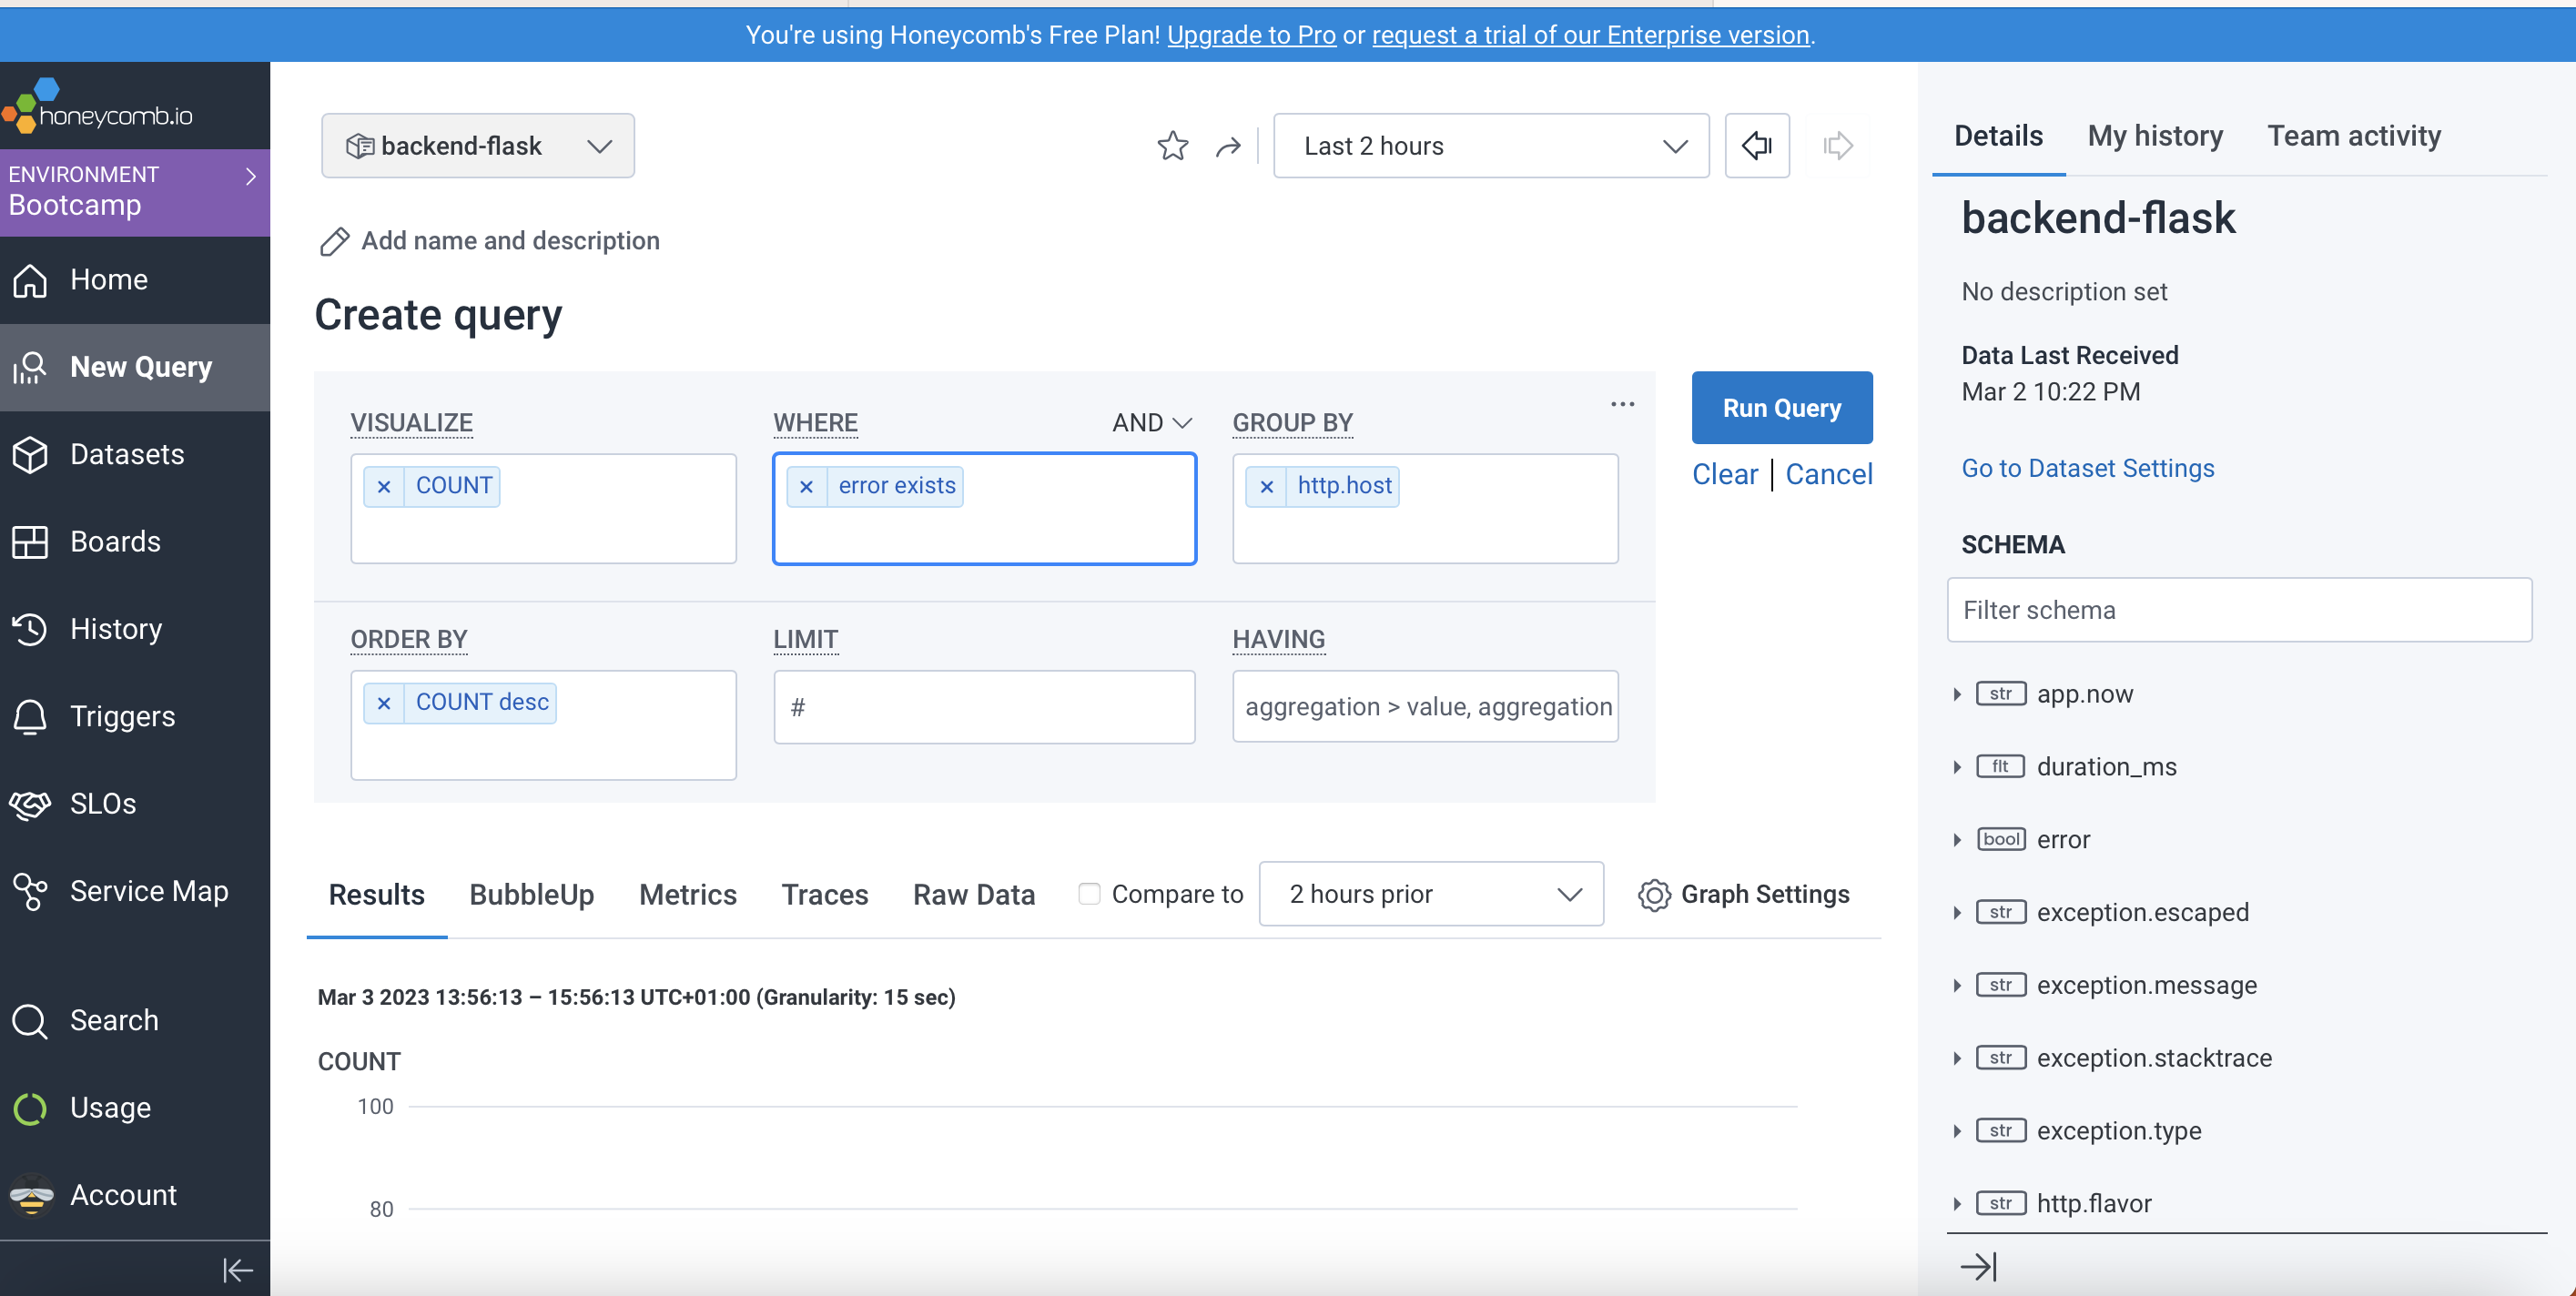 You're using Honeycomb's Free Plan! Upgrade to Pro or request a trial of our Enterprise version.
honeycomb.io
ENVIRONMENT
Bootcamp
Home
New Query
Datasets
Boards
History
Triggers
SLOs
Service Map
Search
Usage
Account
backend-flask
Last 2 hours
Add name and description
Create query
VISUALIZE
WHERE
AND
GROUP BY
Run Query
COUNT
error exists
http.host
Clear | Cancel
ORDER BY
LIMIT
HAVING
COUNT desc
#
aggregation > value, aggregation
Results
BubbleUp
Metrics
Traces
Raw Data
Compare to
2 hours prior
Graph Settings
Mar 3 2023 13:56:13 – 15:56:13 UTC+01:00 (Granularity: 15 sec)
COUNT
100
80
Details
My history
Team activity
backend-flask
No description set
Data Last Received
Mar 2 10:22 PM
Go to Dataset Settings
SCHEMA
Filter schema
str app.now
flt duration_ms
bool error
str exception.escaped
str exception.message
str exception.stacktrace
str exception.type
str http.flavor